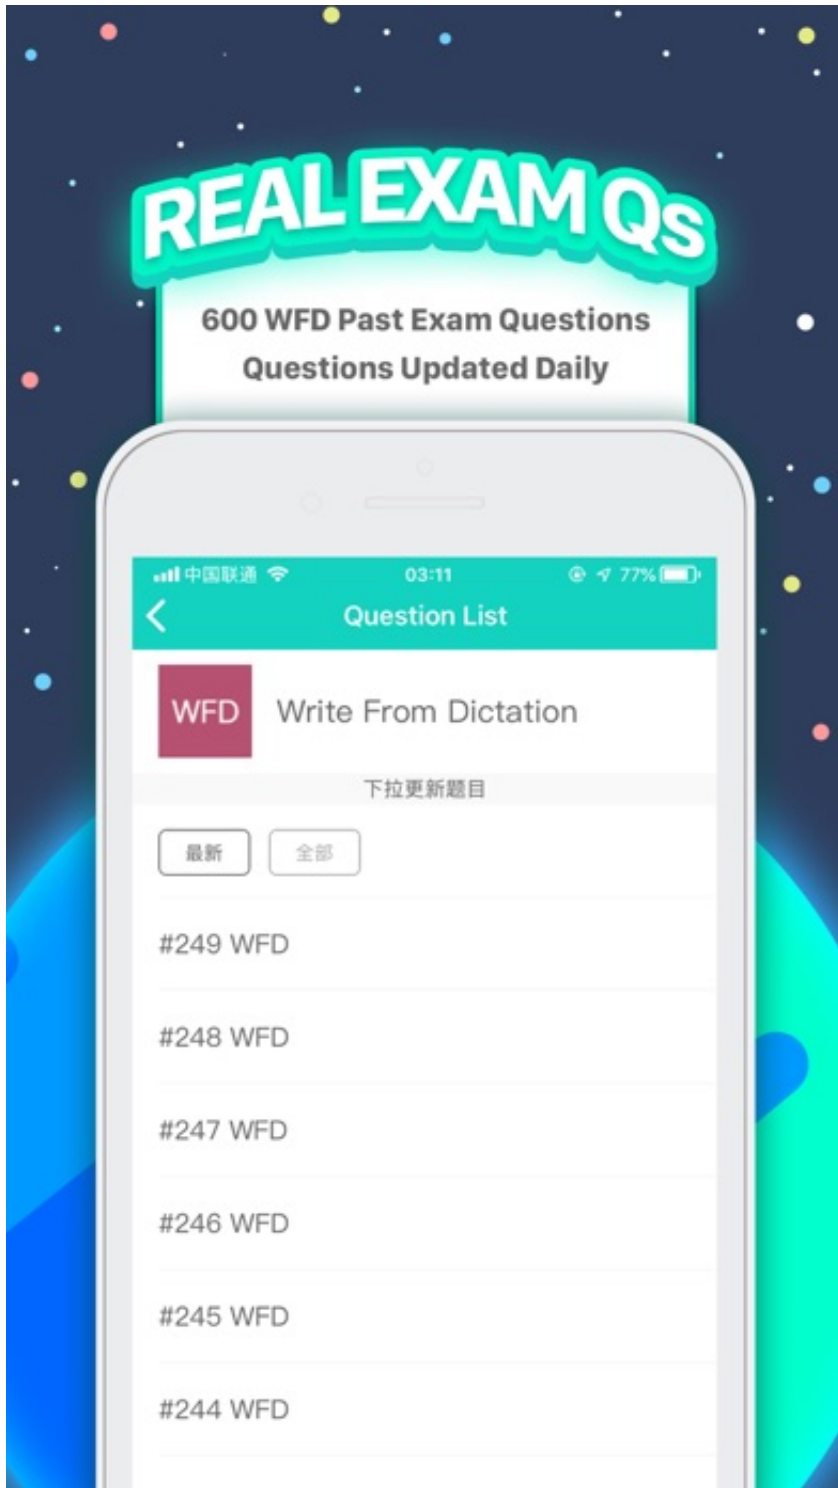 REAL EXAM Qs
600 WFD Past Exam Questions
Questions Updated Daily
中国联通 03:11 77%
Question List
WFD Write From Dictation
下拉更新题目
最新 全部
#249 WFD
#248 WFD
#247 WFD
#246 WFD
#245 WFD
#244 WFD